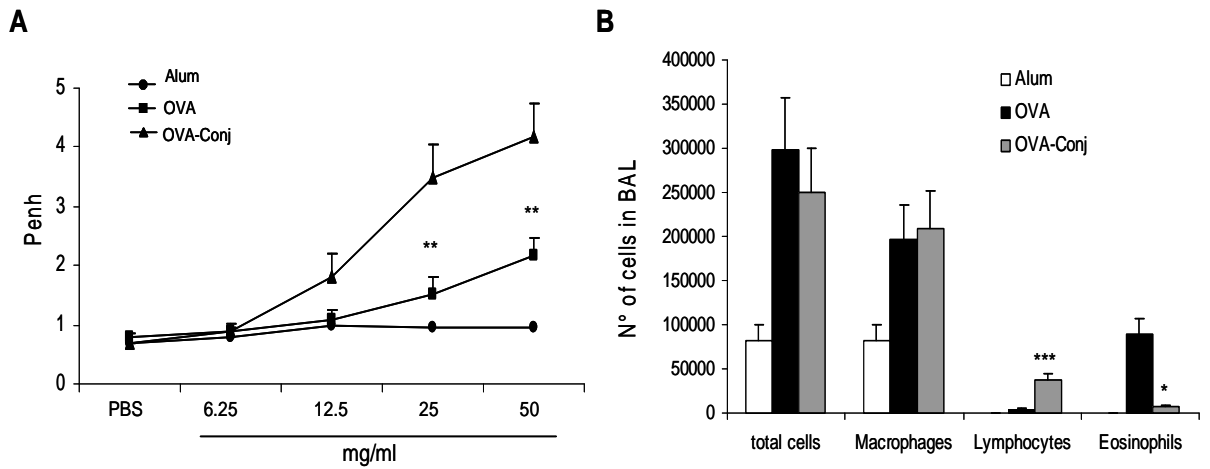 A
Alum
OVA
OVA-Conj
5
4
3
2
1
0
Penh
**
**
PBS 6.25 12.5 25 50
mg/ml
B
400000
350000
300000
250000
200000
150000
100000
50000
0
N° of cells in BAL
Alum
OVA
OVA-Conj
***
*
total cells Macrophages Lymphocytes Eosinophils